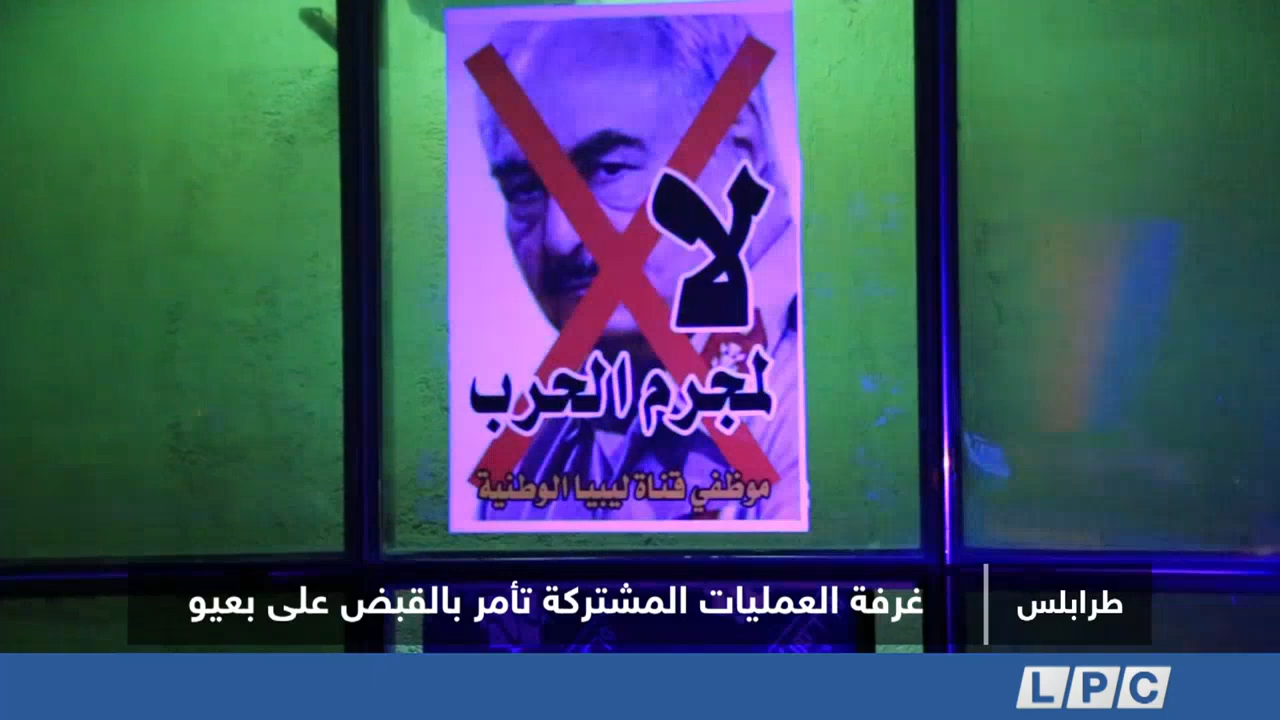 لا
لمجرم الحرب
موظفي قناة ليبيا الوطنية
طرابلس
غرفة العمليات المشتركة تأمر بالقبض على بعيو
LPC